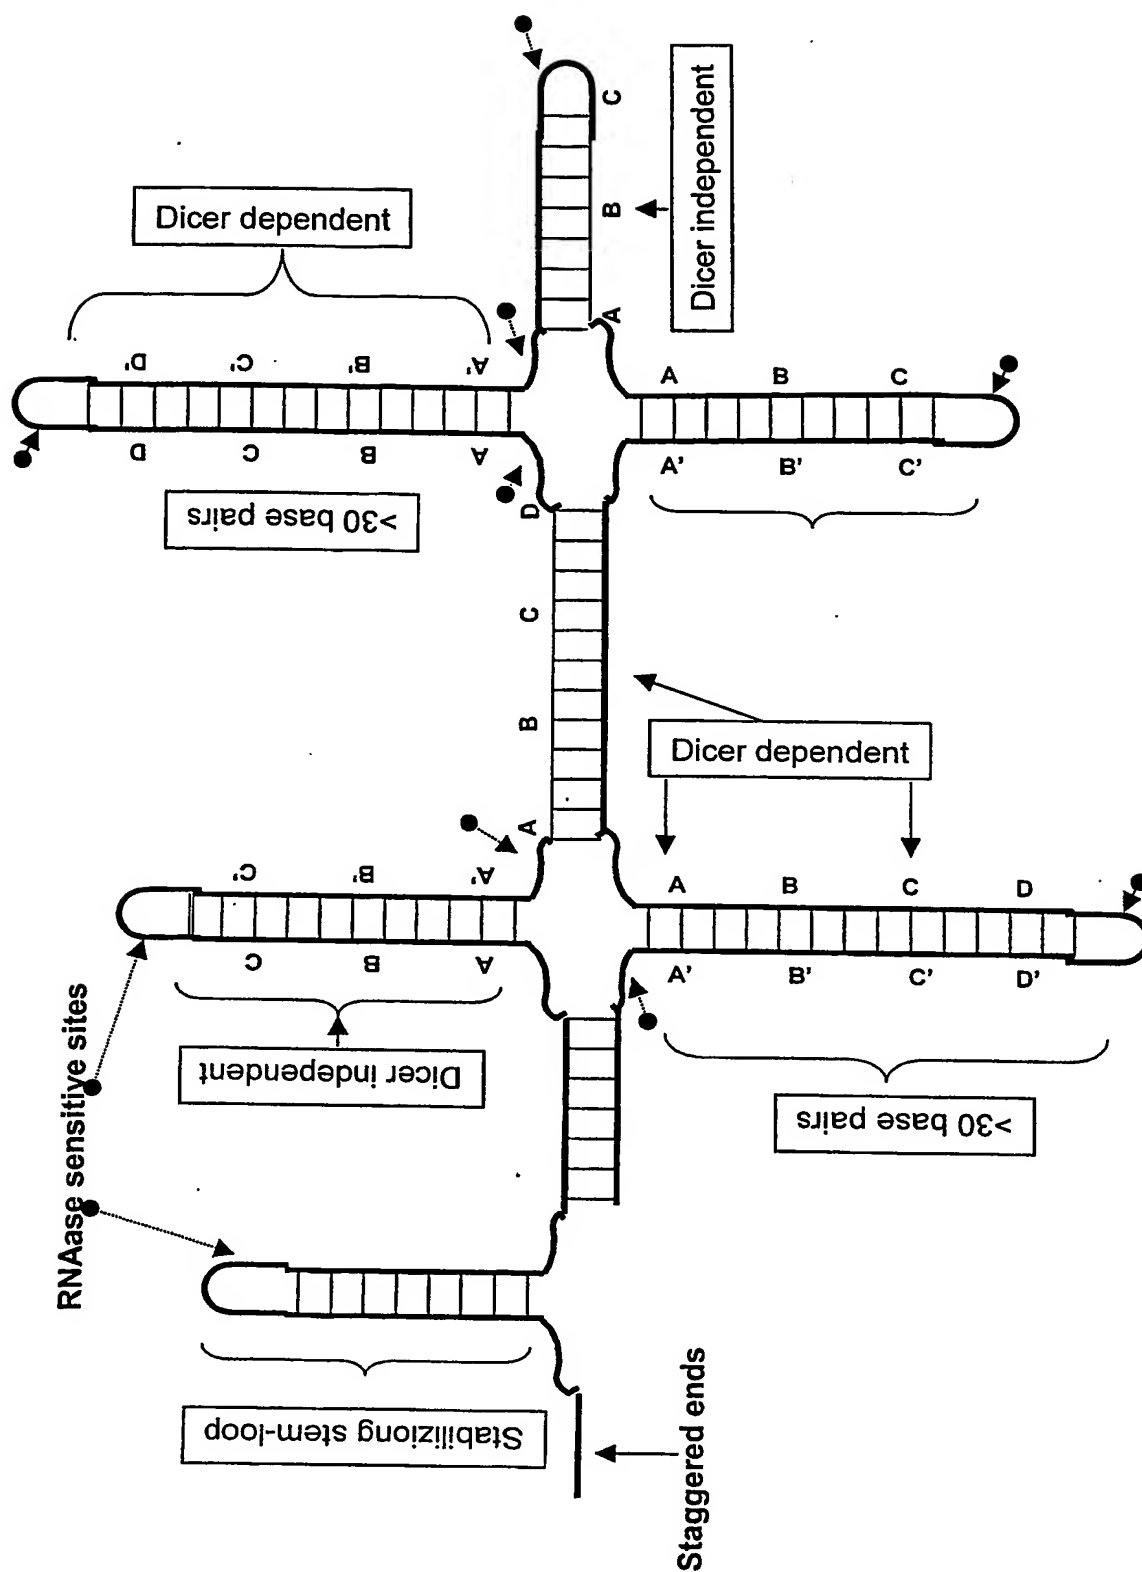 C
Dicer independent
B
A
Dicer dependent
D'
C'
B'
A'
D
C
B
A
>30 base pairs
A
B
C
A'
B'
C'
D
C
B
A
Dicer dependent
C'
B'
A'
C
B
A
A
B
C
D
A'
B'
C'
D'
RNAase sensitive sites
Dicer independent
>30 base pairs
Stabiliziong stem-loop
Staggered ends